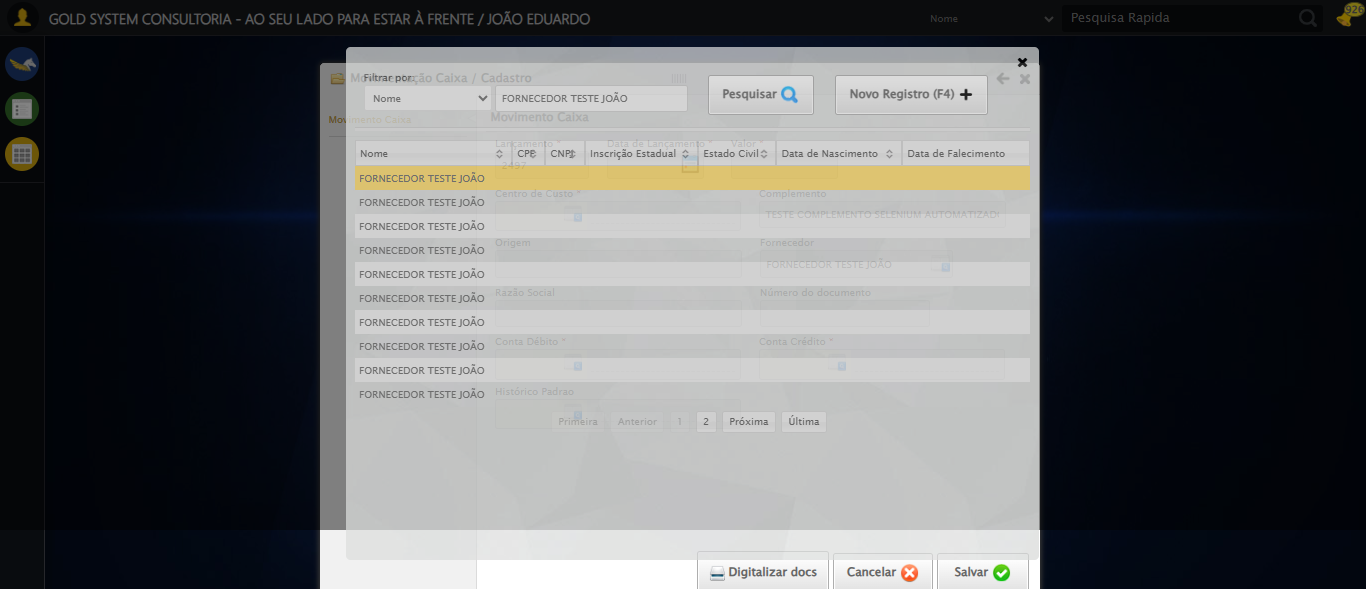 GOLD SYSTEM CONSULTORIA - AO SEU LADO PARA ESTAR À FRENTE / JOÃO EDUARDO
Nome
Pesquisa Rapida
926
Filtrar por:
Caixa / Cadastro
Nome
FORNECEDOR TESTE JOÃO
Pesquisar
Novo Registro (F4)
Movimento Caixa
Movimento Caixa
Lançamento *
Data de Lançamento *
Valor *
Nome
CPF
CNPJ
Inscrição Estadual
Estado Civil
Data de Nascimento
Data de Falecimento
2497
FORNECEDOR TESTE JOÃO
Centro de Custo *
Complemento
FORNECEDOR TESTE JOÃO
TESTE COMPLEMENTO SELENIUM AUTOMATIZAD
FORNECEDOR TESTE JOÃO
Origem
Fornecedor
FORNECEDOR TESTE JOÃO
FORNECEDOR TESTE JOÃO
FORNECEDOR TESTE JOÃO
Razão Social
Número do documento
FORNECEDOR TESTE JOÃO
FORNECEDOR TESTE JOÃO
Conta Débito *
Conta Crédito *
FORNECEDOR TESTE JOÃO
FORNECEDOR TESTE JOÃO
Histórico Padrao
FORNECEDOR TESTE JOÃO
Primeira
Anterior
1
2
Próxima
Última
Digitalizar docs
Cancelar
Salvar